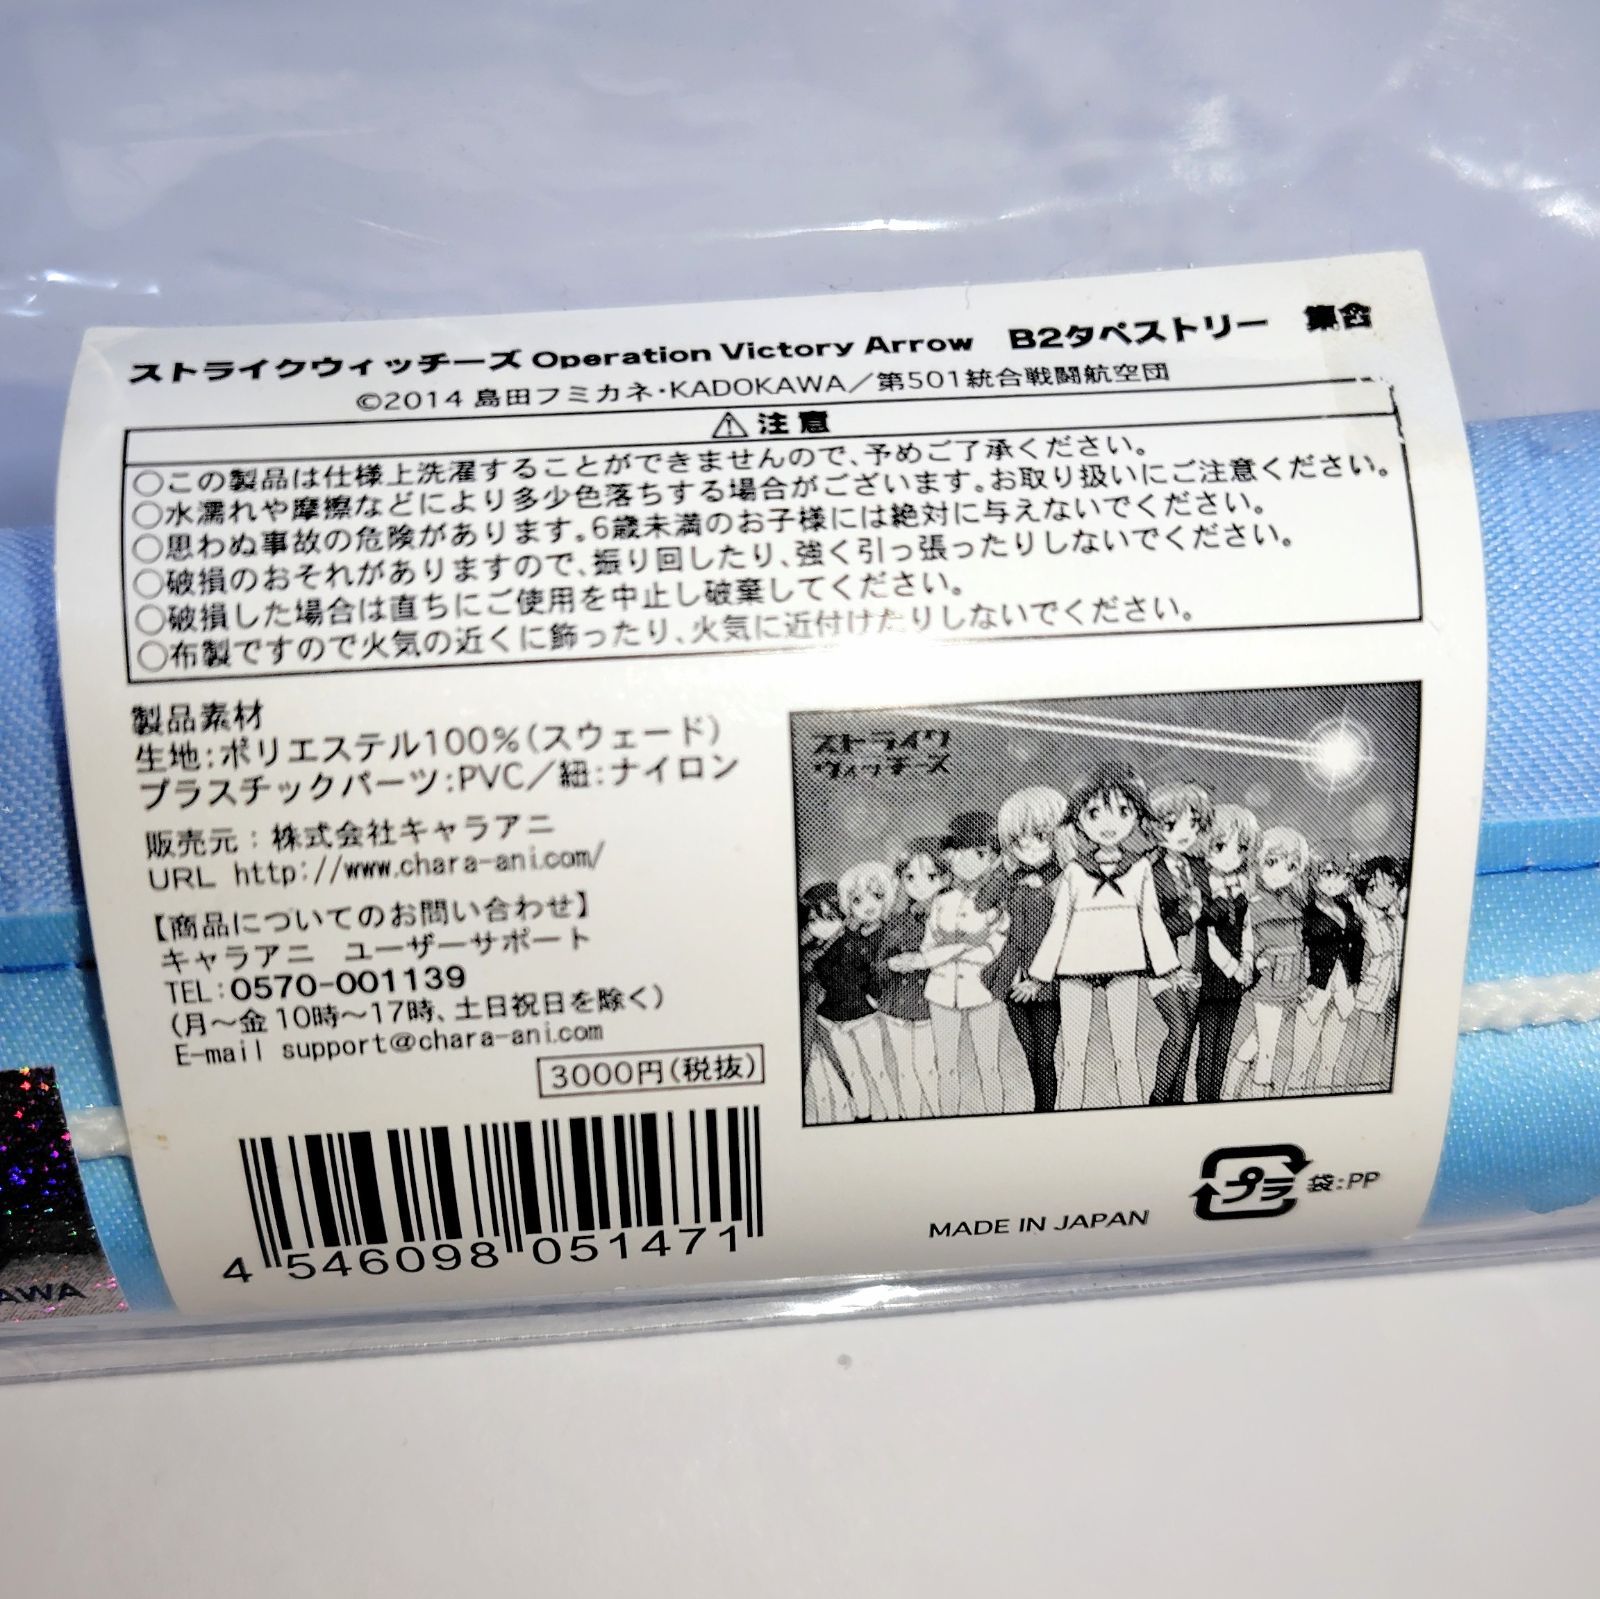 ストライクウィッチーズ Operation Victory Arrow　B2タペストリー　集合
©2014 島田フミカネ・KADOKAWA／第501統合戦闘航空団
⚠注意
○この製品は仕様上洗濯することができませんので、予めご了承ください。
○水濡れや摩擦などにより多少色落ちする場合がございます。お取り扱いにご注意ください。
○思わぬ事故の危険があります。6歳未満のお子様には絶対に与えないでください。
○破損のおそれがありますので、振り回したり、強く引っ張ったりしないでください。
○破損した場合は直ちにご使用を中止し破棄してください。
○布製ですので火気の近くに飾ったり、火気に近付けたりしないでください。
製品素材
生地：ポリエステル100％（スウェード）
プラスチックパーツ：PVC／紐：ナイロン
販売元：株式会社キャラアニ
URL http://www.chara-ani.com/
【商品についてのお問い合わせ】
キャラアニ　ユーザーサポート
TEL：0570-001139
（月～金 10時～17時、土日祝日を除く）
E-mail support@chara-ani.com
3000円（税抜）
4 546098 051471
ストライク
ウィッチーズ
MADE IN JAPAN
プラ 袋：PP
AWA